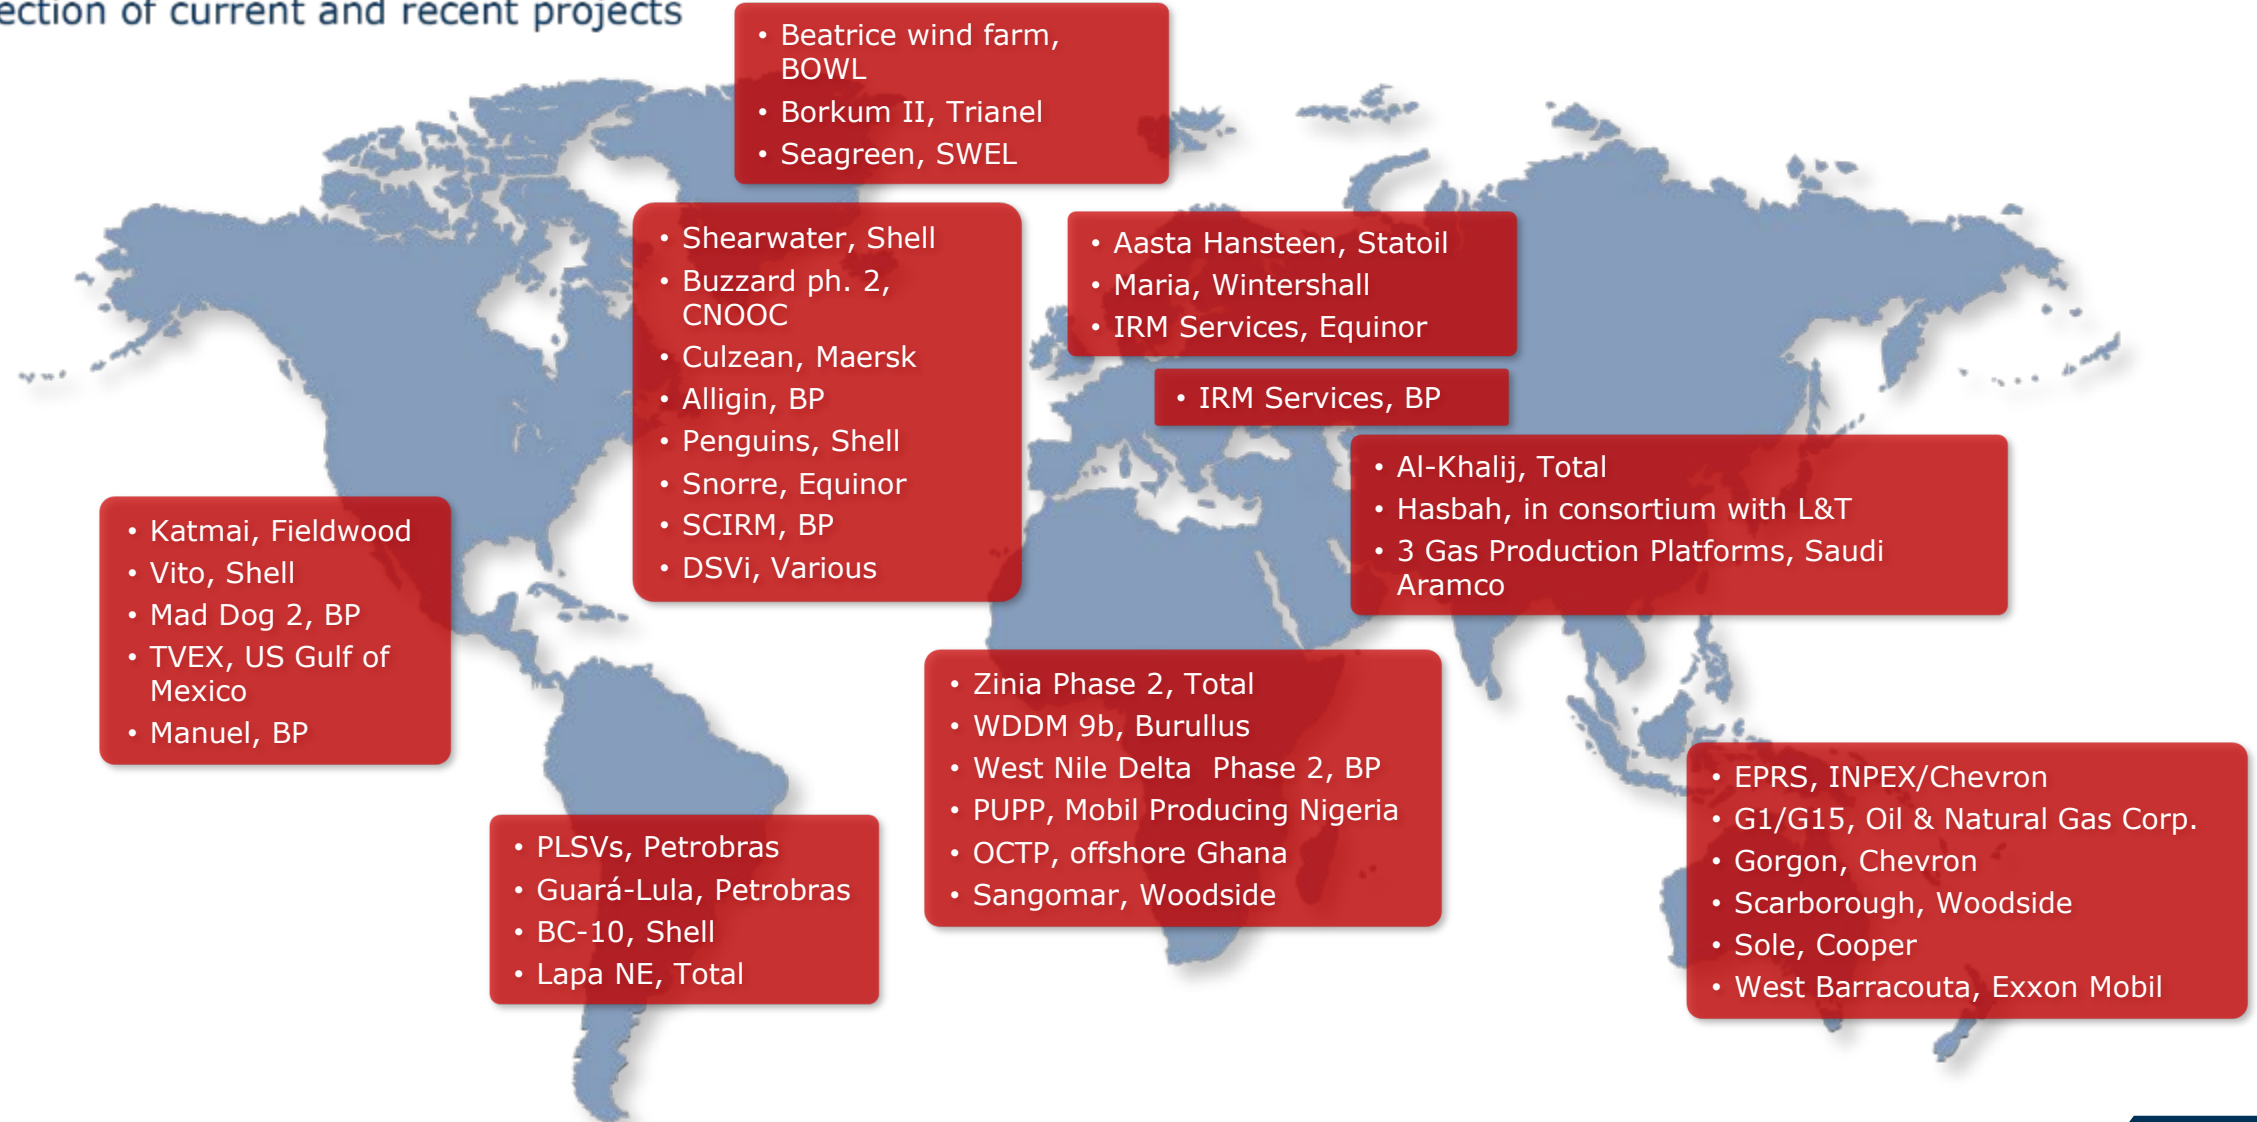 ection of current and recent projects
• Beatrice wind farm,
BOWL
• Borkum II, Trianel
• Seagreen, SWEL
• Shearwater, Shell
• Buzzard ph. 2,
CNOOC
• Culzean, Maersk
• Alligin, BP
• Penguins, Shell
• Snorre, Equinor
• SCIRM, BP
• DSVi, Various
• Aasta Hansteen, Statoil
• Maria, Wintershall
• IRM Services, Equinor
• IRM Services, BP
• Al-Khalij, Total
• Hasbah, in consortium with L&T
• 3 Gas Production Platforms, Saudi
Aramco
• Katmai, Fieldwood
• Vito, Shell
• Mad Dog 2, BP
• TVEX, US Gulf of
Mexico
• Manuel, BP
• Zinia Phase 2, Total
• WDDM 9b, Burullus
• West Nile Delta  Phase 2, BP
• PUPP, Mobil Producing Nigeria
• OCTP, offshore Ghana
• Sangomar, Woodside
• PLSVs, Petrobras
• Guará-Lula, Petrobras
• BC-10, Shell
• Lapa NE, Total
• EPRS, INPEX/Chevron
• G1/G15, Oil & Natural Gas Corp.
• Gorgon, Chevron
• Scarborough, Woodside
• Sole, Cooper
• West Barracouta, Exxon Mobil